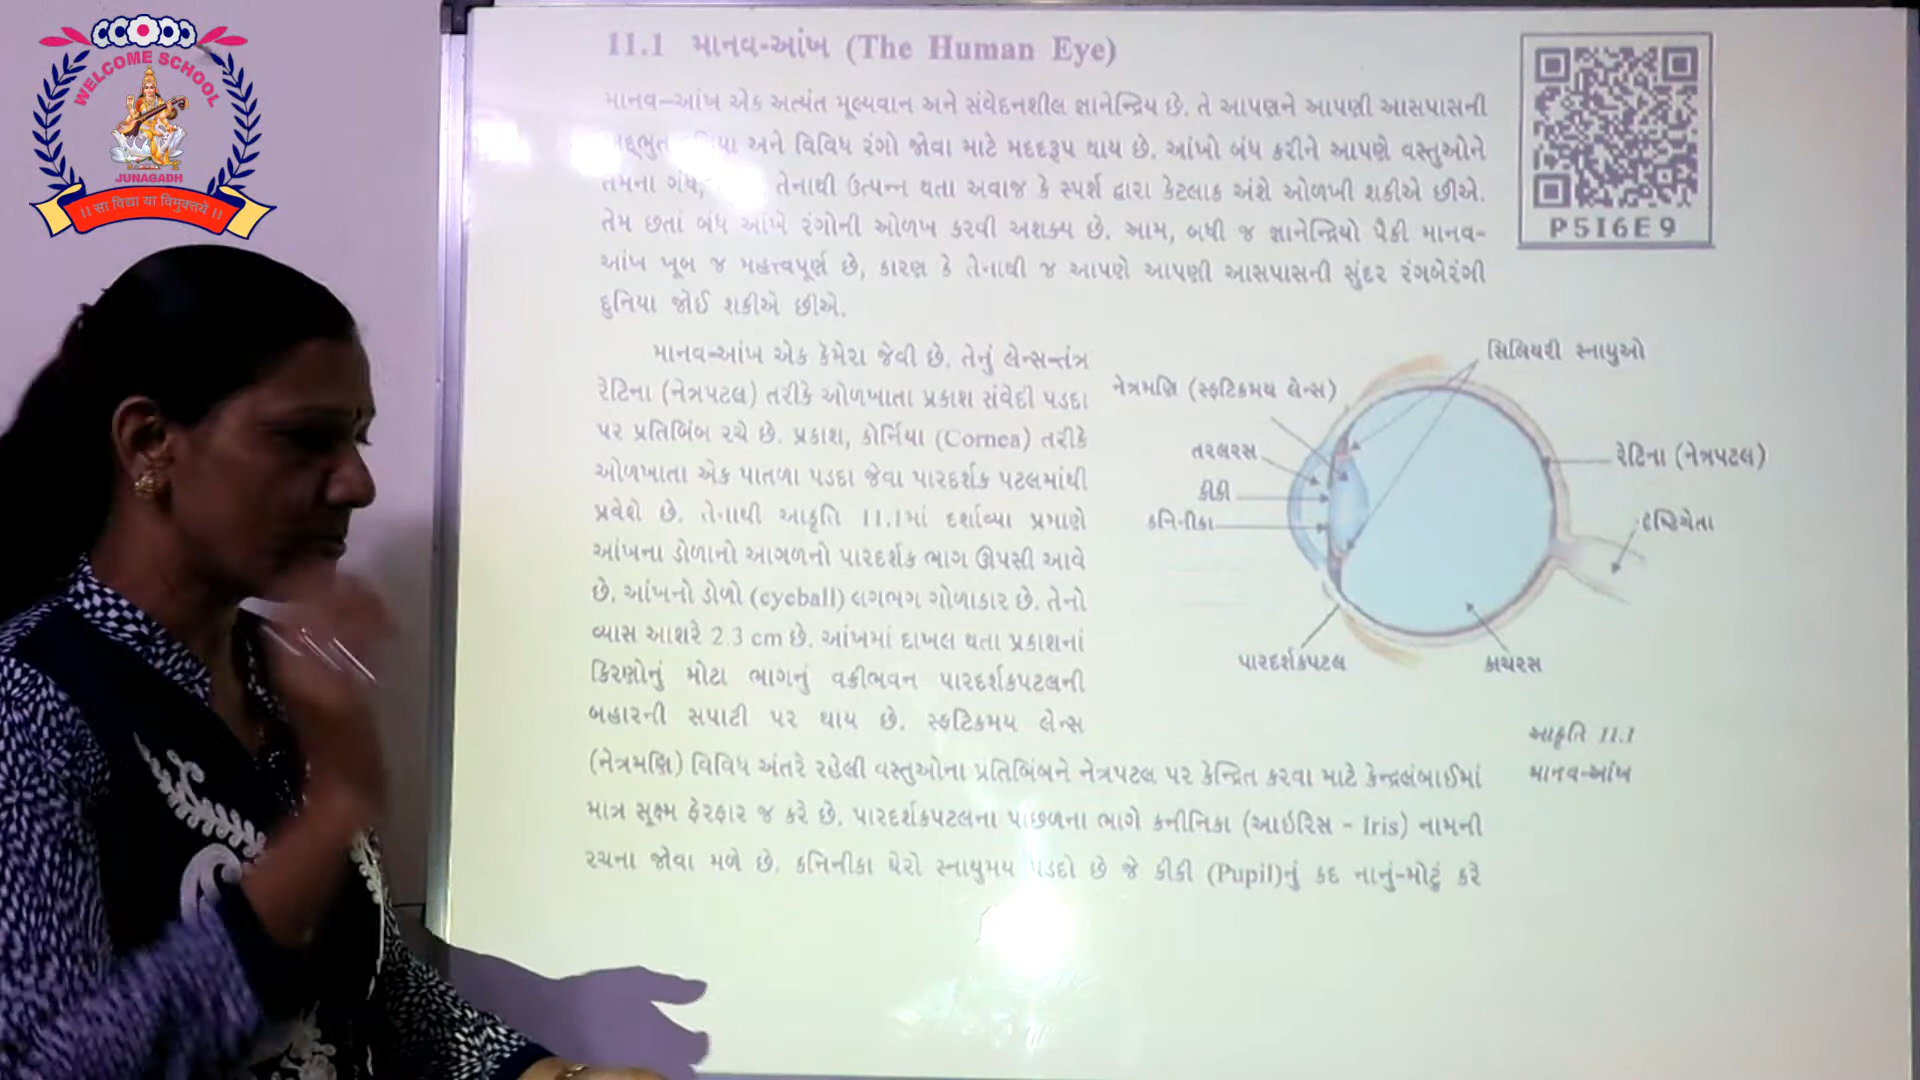 WELCOME SCHOOL
JUNAGADH
।। सा विद्या या विमुक्तये ।।
11.1 માનવ-આંખ (The Human Eye)
માનવ-આંખ એક અત્યંત મૂલ્યવાન અને સંવેદનશીલ જ્ઞાનેન્દ્રિય છે. તે આપણને આપણી આસપાસની
અને વિવિધ રંગો જોવા માટે મદદરૂપ થાય છે. આંખો બંધ કરીને આપણે વસ્તુઓને
તેમના ગંધ, તેનાથી ઉત્પન્ન થતા અવાજ કે સ્પર્શ દ્વારા કેટલાક અંશે ઓળખી શકીએ છીએ.
તેમ છતાં બંધ આંખે રંગોની ઓળખ કરવી અશક્ય છે. આમ, બધી જ જ્ઞાનેન્દ્રિયો પૈકી માનવ-
આંખ ખૂબ જ મહત્ત્વપૂર્ણ છે, કારણ કે તેનાથી જ આપણે આપણી આસપાસની સુંદર રંગબેરંગી
દુનિયા જોઈ શકીએ છીએ.
P5I6E9
માનવ-આંખ એક કૅમેરા જેવી છે. તેનું લેન્સ-તંત્ર
રેટિના (નેત્રપટલ) તરીકે ઓળખાતા પ્રકાશ સંવેદી પડદા
પર પ્રતિબિંબ રચે છે. પ્રકાશ, કોર્નિયા (Cornea) તરીકે
ઓળખાતા એક પાતળા પડદા જેવા પારદર્શક પટલમાંથી
પ્રવેશે છે. તેનાથી આકૃતિ 11.1માં દર્શાવ્યા પ્રમાણે
આંખના ડોળાનો આગળનો પારદર્શક ભાગ ઊપસી આવે
છે. આંખનો ડોળો (eyeball) લગભગ ગોળાકાર છે. તેનો
વ્યાસ આશરે 2.3 cm છે. આંખમાં દાખલ થતા પ્રકાશનાં
કિરણોનું મોટા ભાગનું વક્રીભવન પારદર્શકપટલની
બહારની સપાટી પર થાય છે. સ્ફટિકમય લેન્સ
(નેત્રમણિ) વિવિધ અંતરે રહેલી વસ્તુઓના પ્રતિબિંબને નેત્રપટલ પર કેન્દ્રિત કરવા માટે કેન્દ્રલંબાઈમાં
માત્ર સૂક્ષ્મ ફેરફાર જ કરે છે. પારદર્શકપટલના પાછળના ભાગે કનીનિકા (આઇરિસ - Iris) નામની
રચના જોવા મળે છે. કનિનીકા ઘેરો સ્નાયુમય પડદો છે જે કીકી (Pupil)નું કદ નાનું-મોટું કરે
સિલિયરી સ્નાયુઓ
નેત્રમણિ (સ્ફટિકમય લેન્સ)
તરલરસ
રેટિના (નેત્રપટલ)
કીકી
કનિનીકા
દૃષ્ટિચેતા
પારદર્શકપટલ
કાચરસ
આકૃતિ 11.1
માનવ-આંખ